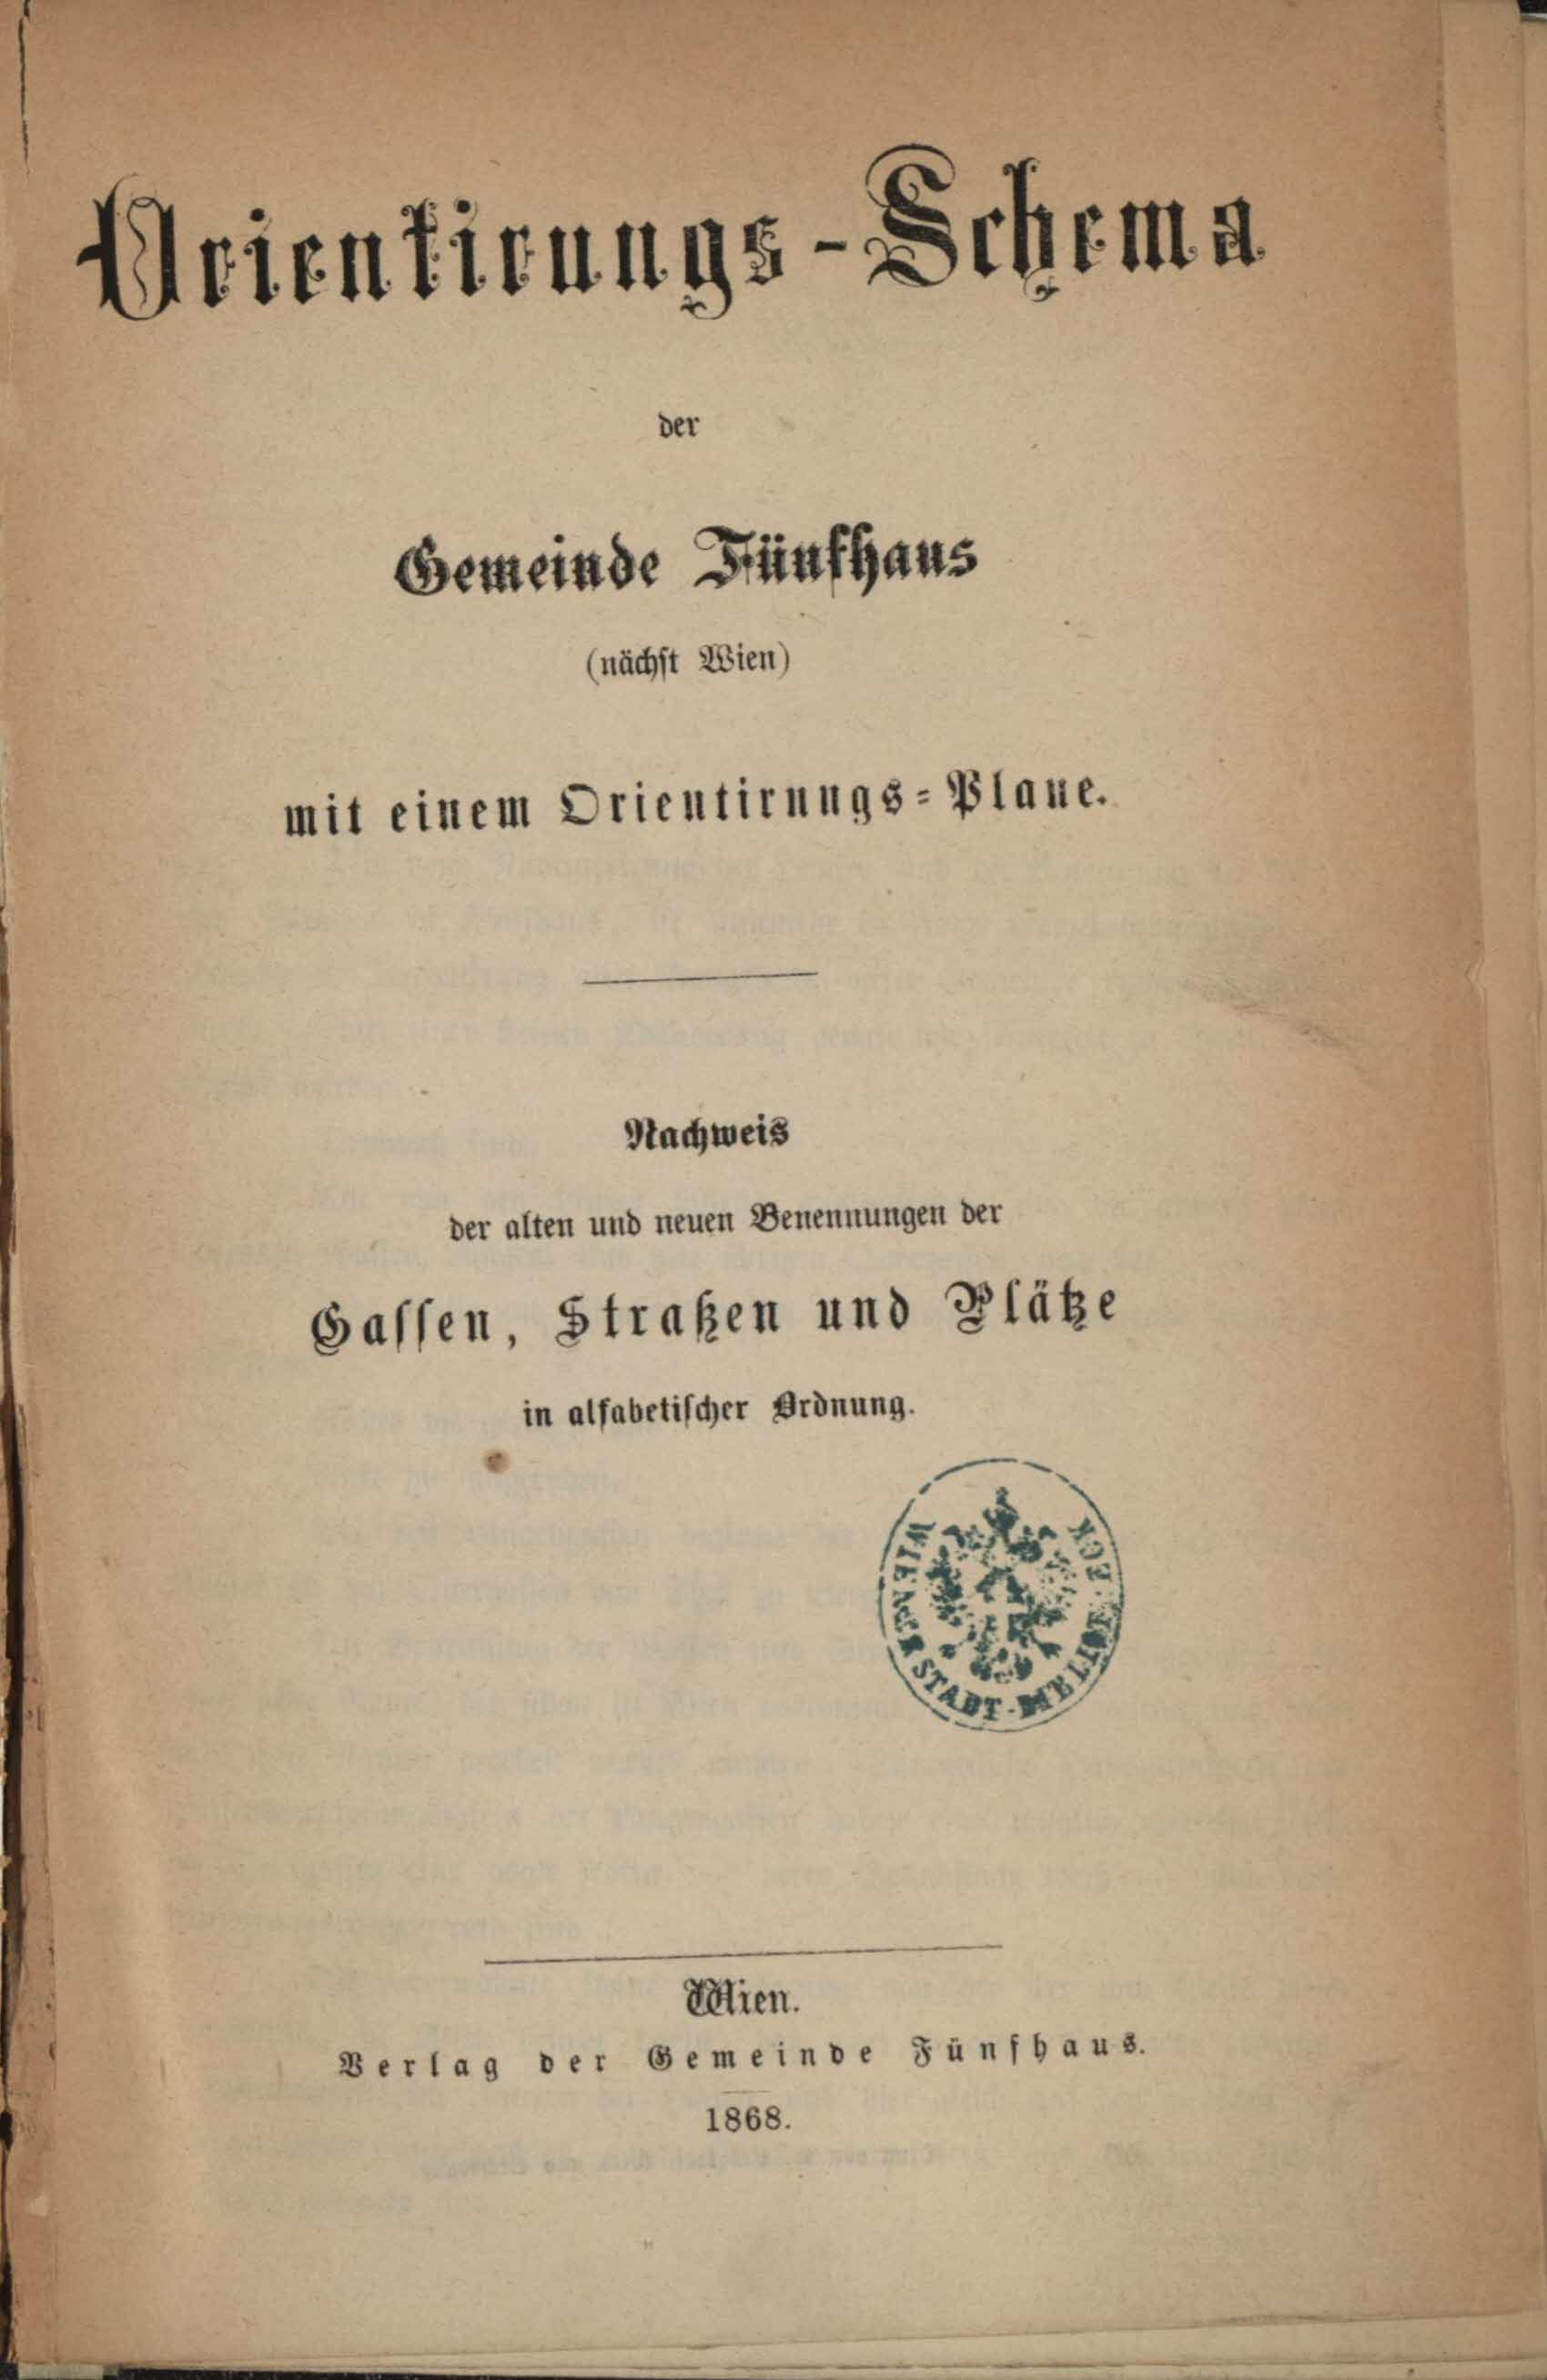 Orientirungs-Schema
der
Gemeinde Fünfhaus
(nächst Wien)
mit einem Orientirungs-Plane.
Nachweis
der alten und neuen Benennungen der
Gassen, Straßen und Plätze
in alfabetischer Ordnung.
WIENER STADT-BIBLIOTHECK
Wien.
Verlag der Gemeinde Fünfhaus.
1868.